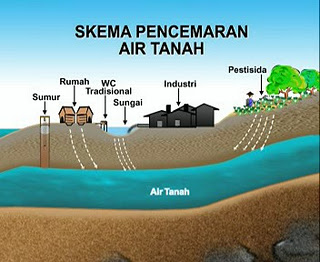 SKEMA PENCEMARAN
AIR TANAH
Pestisida
Rumah
WC
Tradisional
Industri
Sumur
Sungai
Air Tanah